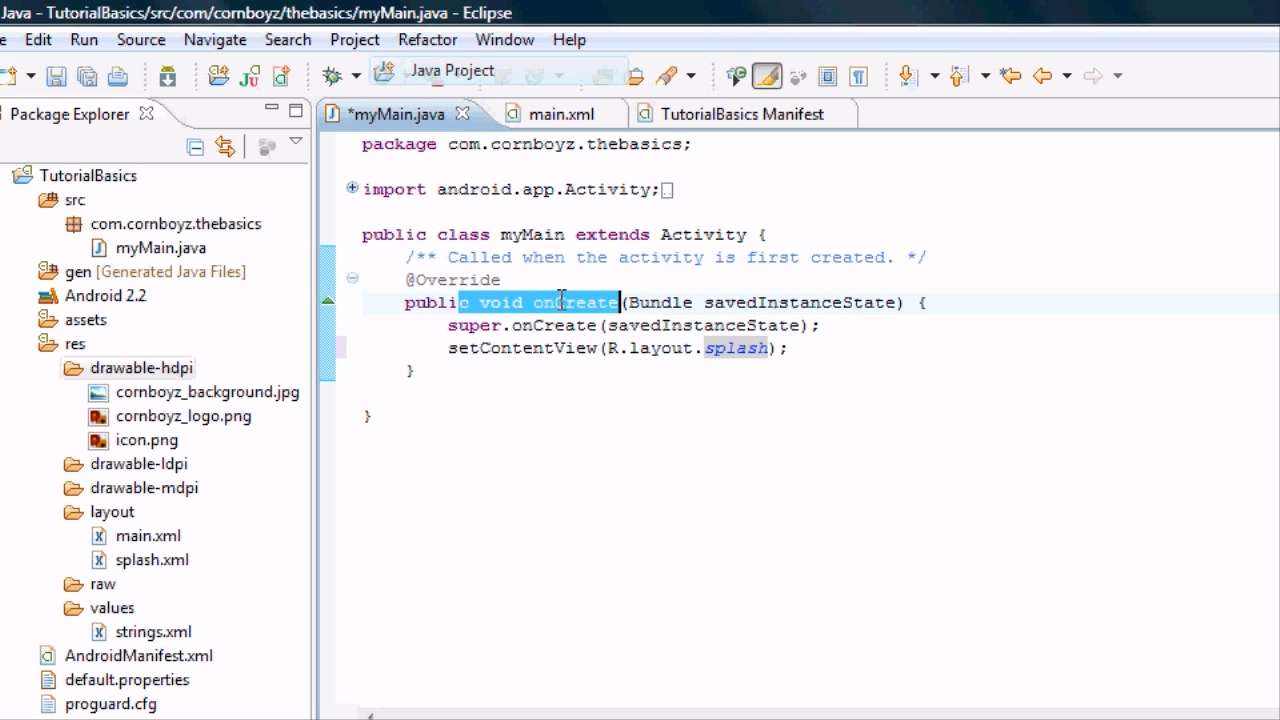 Java - TutorialBasics/src/com/cornboyz/thebasics/myMain.java - Eclipse
Edit Run Source Navigate Search Project Refactor Window Help
Java Project
Package Explorer
*myMain.java main.xml TutorialBasics Manifest
TutorialBasics
src
com.cornboyz.thebasics
myMain.java
gen [Generated Java Files]
Android 2.2
assets
res
drawable-hdpi
cornboyz_background.jpg
cornboyz_logo.png
icon.png
drawable-ldpi
drawable-mdpi
layout
main.xml
splash.xml
raw
values
strings.xml
AndroidManifest.xml
default.properties
proguard.cfg
package com.cornboyz.thebasics;
import android.app.Activity;
public class myMain extends Activity {
/** Called when the activity is first created. */
@Override
public void onCreate(Bundle savedInstanceState) {
super.onCreate(savedInstanceState);
setContentView(R.layout.splash);
}
}